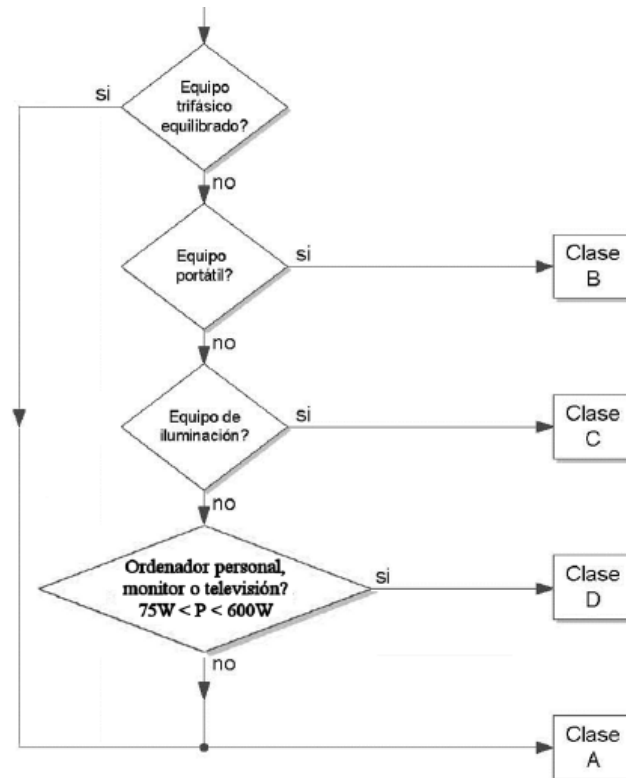 Equipo
trifásico
equilibrado?
si
no
Equipo
portátil?
si
Clase
B
no
Equipo de
iluminación?
si
Clase
C
no
Ordenador personal,
monitor o televisión?
75W < P < 600W
si
Clase
D
no
Clase
A